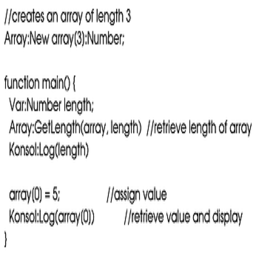 //creates an array of length 3
Array:New array(3):Number;
function main() {
Var:Number length;
Array:GetLength(array, length) //retrieve length of array
Konsol:Log(length)
array(0) = 5; //assign value
Konsol:Log(array(0)) //retrieve value and display
}